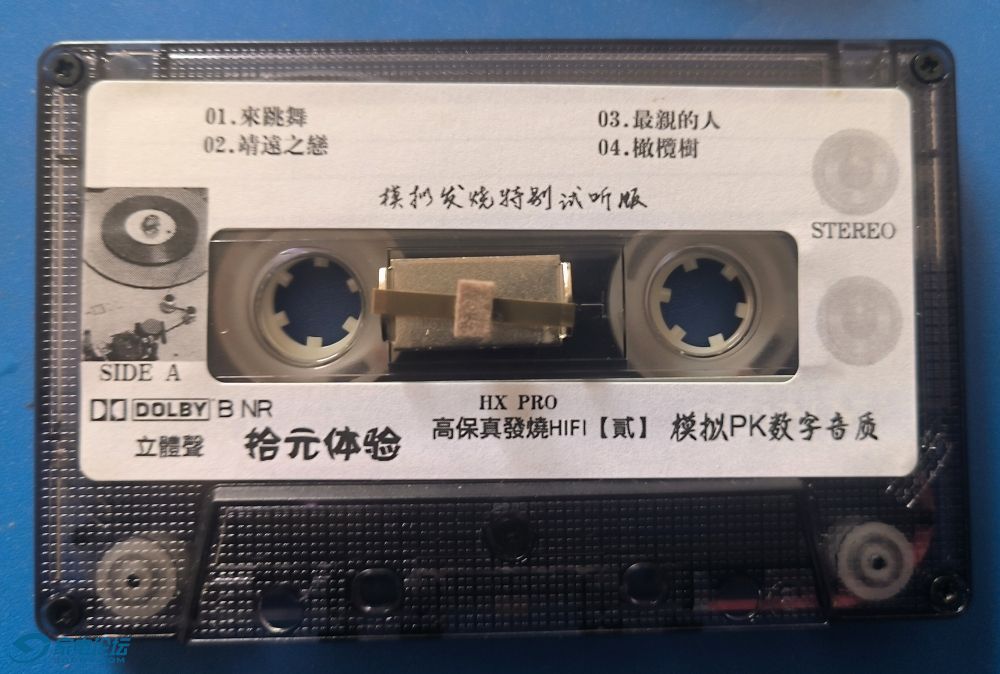 01.來跳舞
02.靖遠之戀
03.最親的人
04.橄欖樹
模拟发烧特别试听版
STEREO
SIDE A
DOLBY B NR
HX PRO
立體聲
拾元体验
高保真發燒HIFI【貳】
模拟PK数字音质